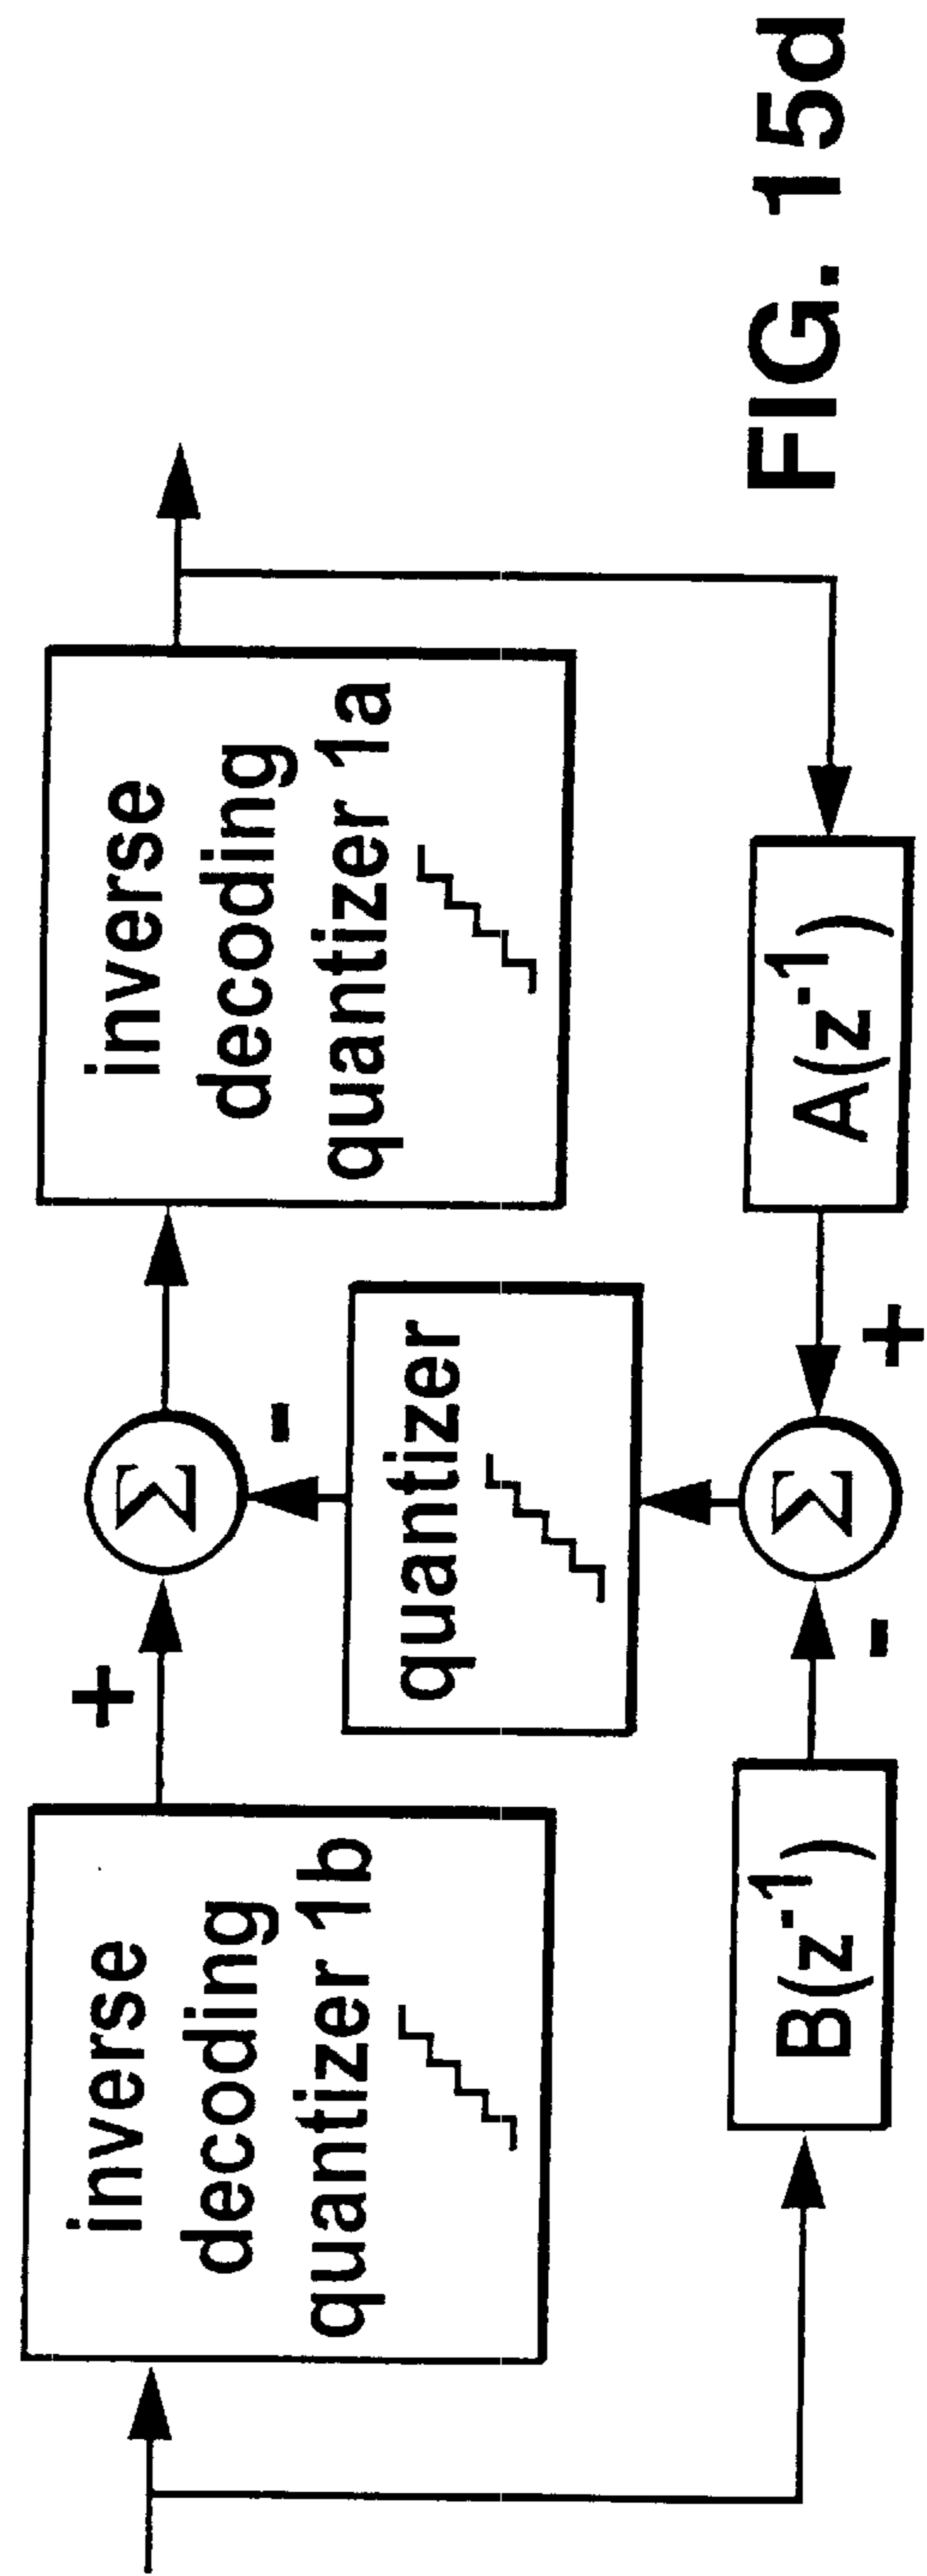 inverse
decoding
quantizer 1b
+
Σ
-
inverse
decoding
quantizer 1a
quantizer
B(z⁻¹)
-
Σ
+
A(z⁻¹)
FIG. 15d